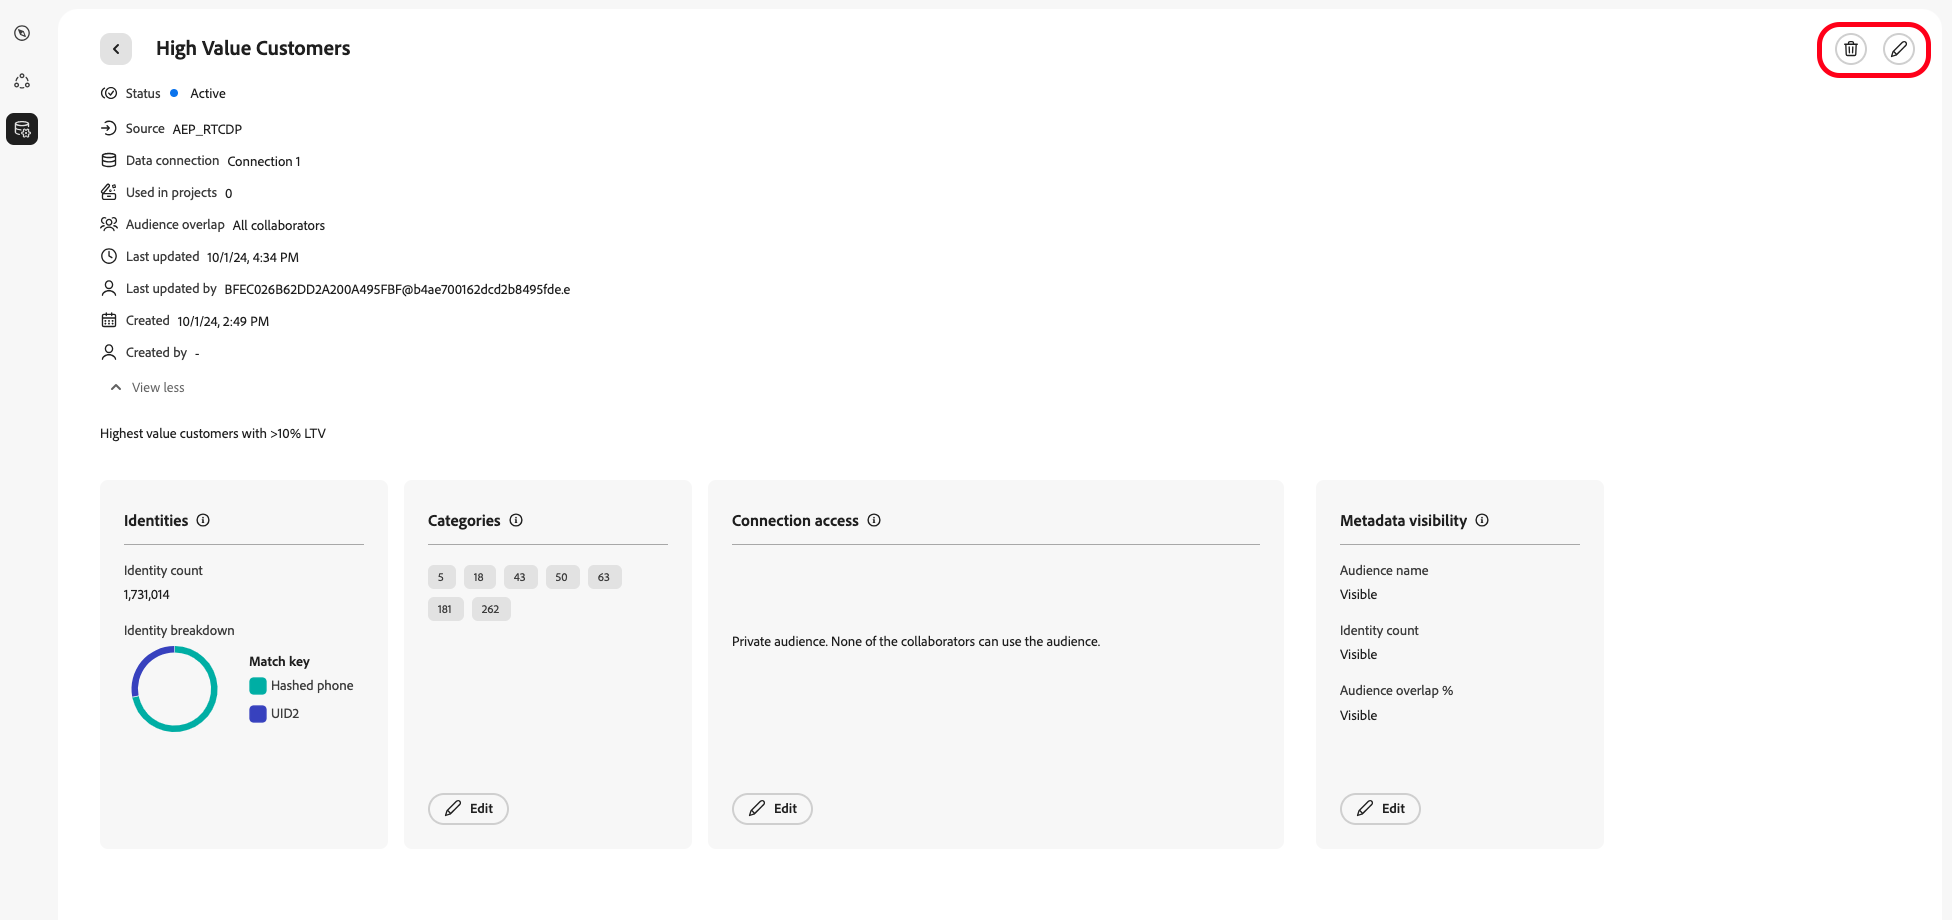 High Value Customers
Status Active
Source AEP_RTCDP
Data connection Connection 1
Used in projects 0
Audience overlap All collaborators
Last updated 10/1/24, 4:34 PM
Last updated by BFEC026B62DD2A200A495FBF@b4ae700162dcd2b8495fde.e
Created 10/1/24, 2:49 PM
Created by -
View less
Highest value customers with >10% LTV
Identities
Identity count
1,731,014
Identity breakdown
Match key
Hashed phone
UID2
Categories
5 18 43 50 63
181 262
Edit
Connection access
Private audience. None of the collaborators can use the audience.
Edit
Metadata visibility
Audience name
Visible
Identity count
Visible
Audience overlap %
Visible
Edit